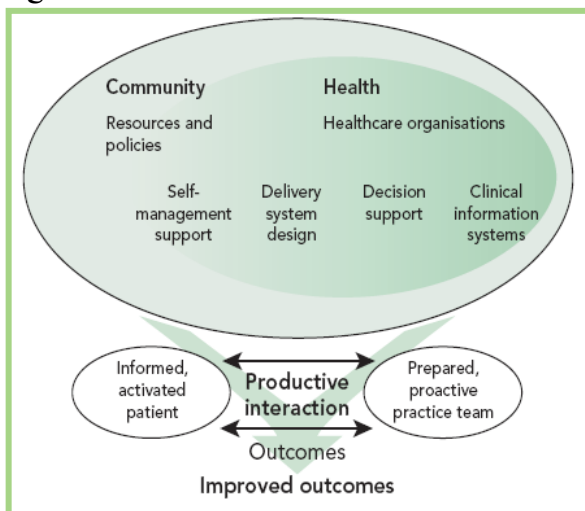 Community
Resources and
policies
Health
Healthcare organisations
Self-
management
support
Delivery
system
design
Decision
support
Clinical
information
systems
Informed,
activated
patient
Productive
interaction
Prepared,
proactive
practice team
Outcomes
Improved outcomes